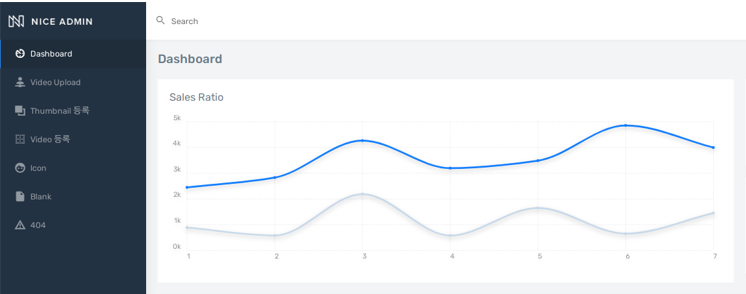 NICE ADMIN
Search
Dashboard
Video Upload
Thumbnail 등록
Video 등록
Icon
Blank
404
Dashboard
Sales Ratio
5k
4k
3k
2k
1k
0k
1 2 3 4 5 6 7